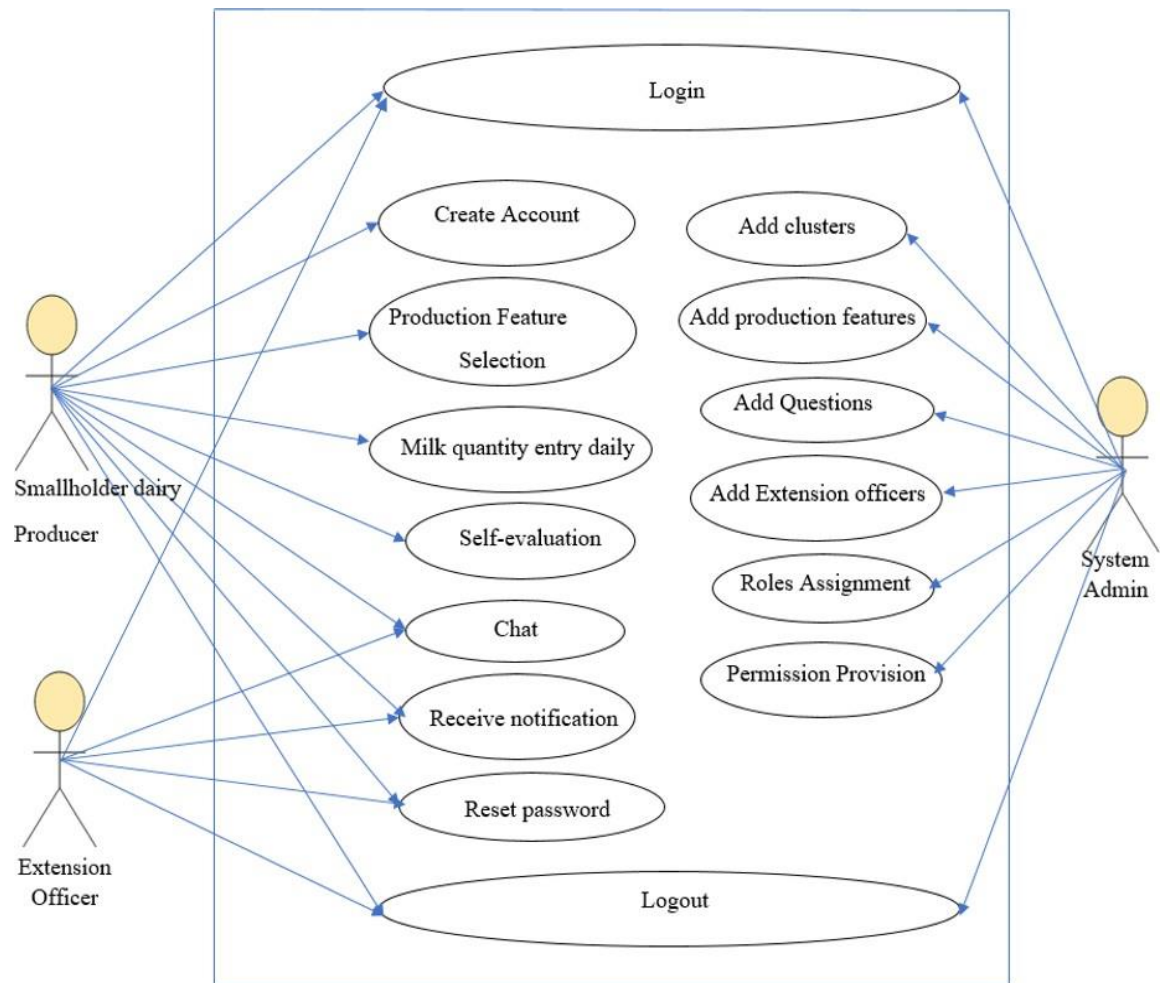 Login
Create Account
Add clusters
Production Feature
Selection
Add production features
Add Questions
Milk quantity entry daily
Smallholder dairy
Producer
Add Extension officers
Self-evaluation
System
Admin
Roles Assignment
Chat
Permission Provision
Receive notification
Reset password
Extension
Officer
Logout